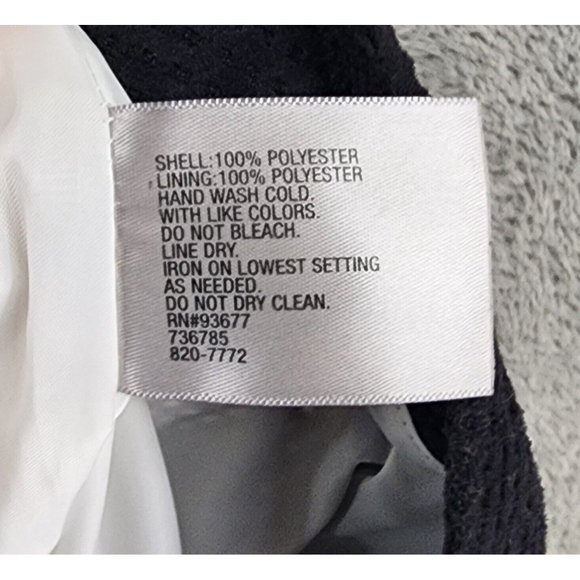 SHELL:100% POLYESTER
LINING:100% POLYESTER
HAND WASH COLD.
WITH LIKE COLORS.
DO NOT BLEACH.
LINE DRY.
IRON ON LOWEST SETTING
AS NEEDED.
DO NOT DRY CLEAN.
RN#93677
736785
820-7772